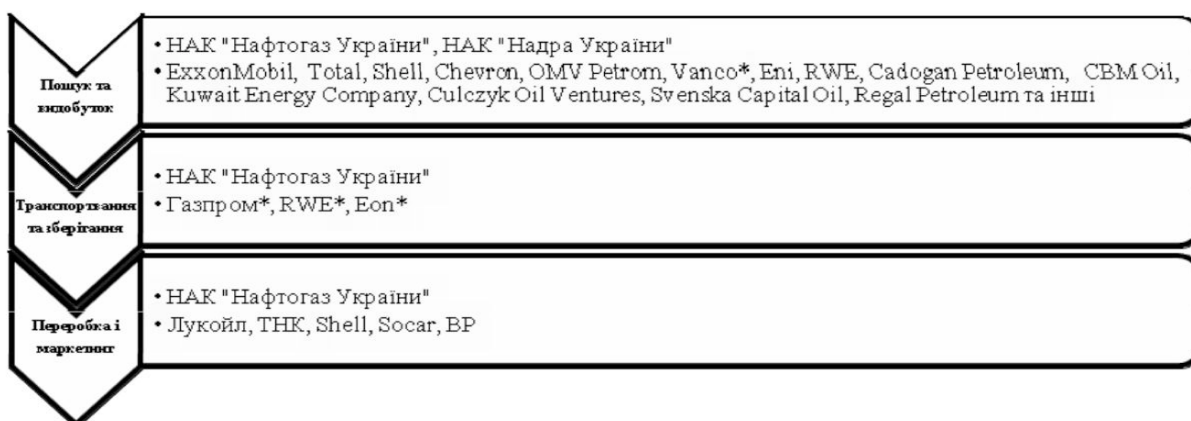 Пошук та
видобуток
• НАК "Нафтогаз України", НАК "Надра України"
• ExxonMobil, Total, Shell, Chevron, OMV Petrom, Vanco*, Eni, RWE, Cadogan Petroleum, CBM Oil,
Kuwait Energy Company, Culczyk Oil Ventures, Svenska Capital Oil, Regal Petroleum та інші
Транспортвання
та зберігання
• НАК "Нафтогаз України"
• Газпром*, RWE*, Eon*
Переробка і
маркетинг
• НАК "Нафтогаз України"
• Лукойл, ТНК, Shell, Socar, BP